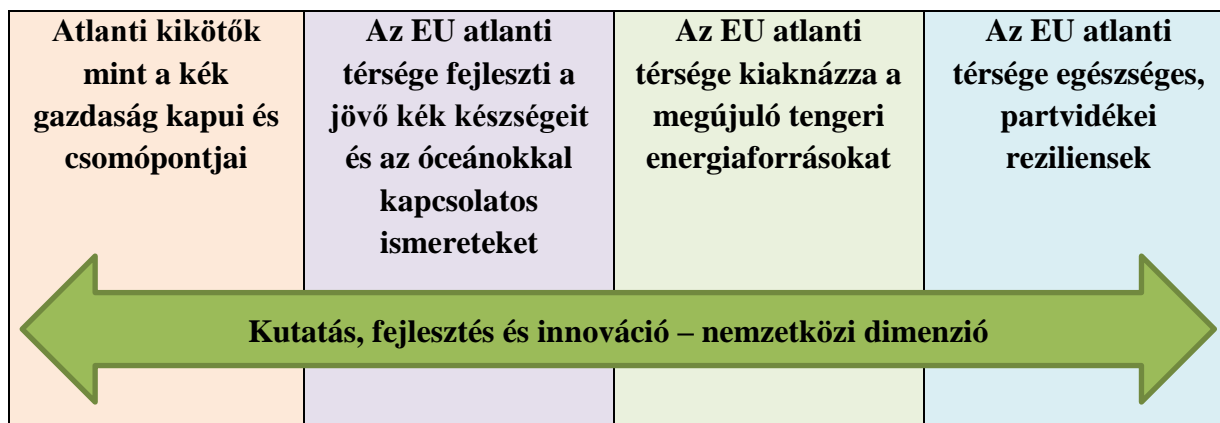 Atlanti kikötők
mint a kék
gazdaság kapui és
csomópontjai
Az EU atlanti
térsége fejleszti a
jövő kék készségeit
és az óceánokkal
kapcsolatos
ismereteket
Az EU atlanti
térsége kiaknázza a
megújuló tengeri
energiaforrásokat
Az EU atlanti
térsége egészséges,
partvidékei
reziliensek
Kutatás, fejlesztés és innováció – nemzetközi dimenzió